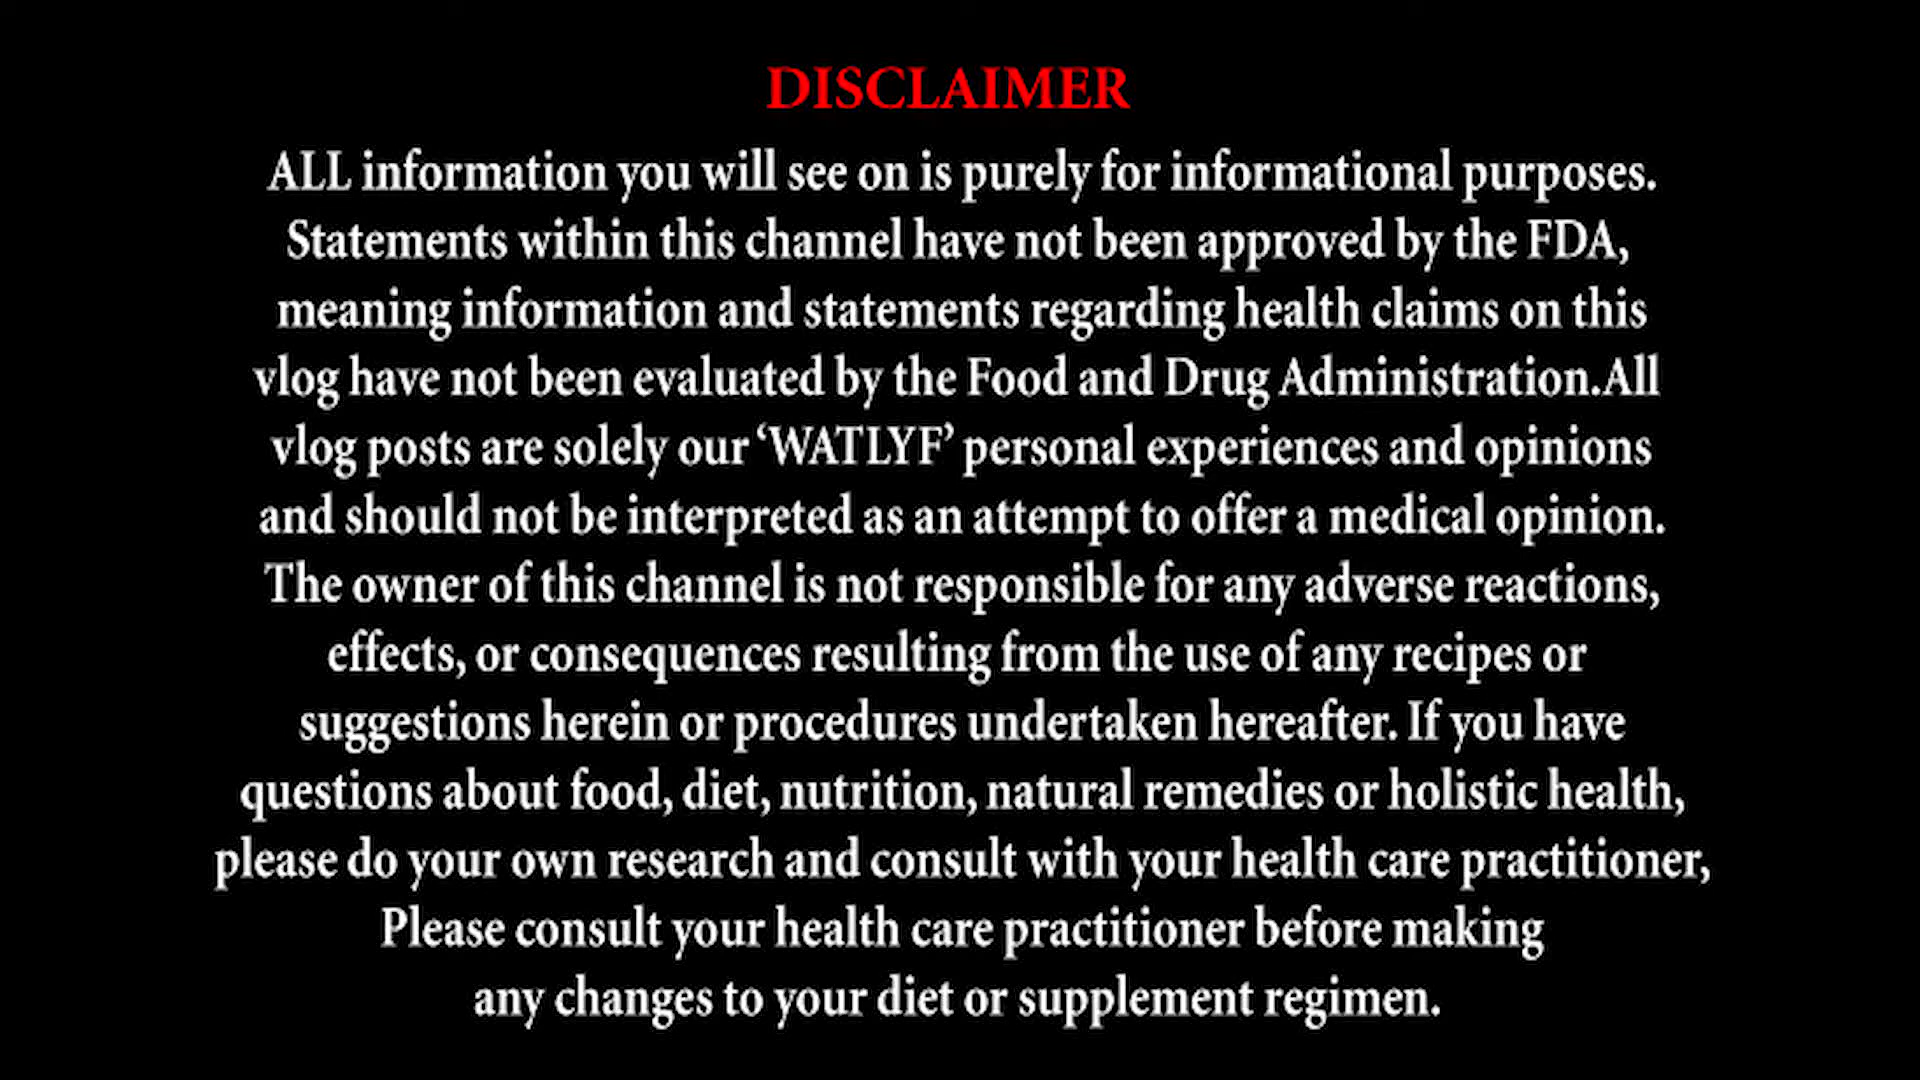 DISCLAIMER
ALL information you will see on is purely for informational purposes.
Statements within this channel have not been approved by the FDA,
meaning information and statements regarding health claims on this
vlog have not been evaluated by the Food and Drug Administration.All
vlog posts are solely our ‘WATLYF’ personal experiences and opinions
and should not be interpreted as an attempt to offer a medical opinion.
The owner of this channel is not responsible for any adverse reactions,
effects, or consequences resulting from the use of any recipes or
suggestions herein or procedures undertaken hereafter. If you have
questions about food, diet, nutrition, natural remedies or holistic health,
please do your own research and consult with your health care practitioner,
Please consult your health care practitioner before making
any changes to your diet or supplement regimen.